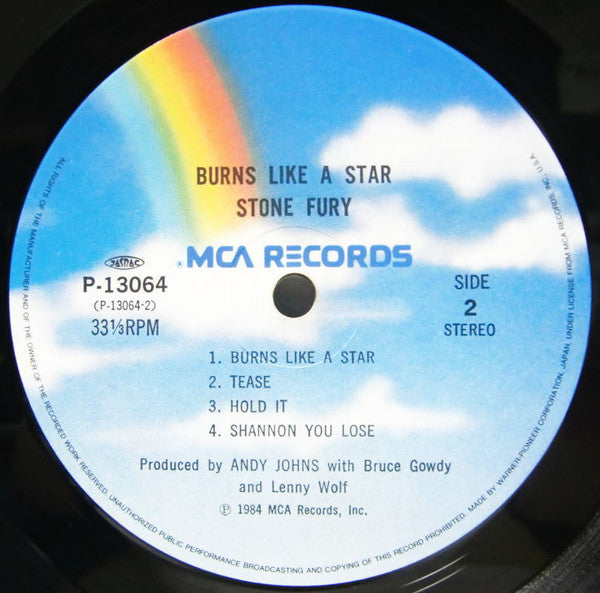 BURNS LIKE A STAR
STONE FURY
MCA RECORDS
JASRAC
P-13064
(P-13064-2)
33⅓RPM
SIDE
2
STEREO
1. BURNS LIKE A STAR
2. TEASE
3. HOLD IT
4. SHANNON YOU LOSE
Produced by ANDY JOHNS with Bruce Gowdy
and Lenny Wolf
℗ 1984 MCA Records, Inc.
ALL RIGHTS OF THE MANUFACTURER AND OF THE OWNER OF THE RECORDED WORK RESERVED. UNAUTHORIZED PUBLIC PERFORMANCE BROADCASTING AND COPYING OF THIS RECORD PROHIBITED. MADE BY WARNER-PIONEER CORPORATION, JAPAN, UNDER LICENSE FROM MCA RECORDS, INC., U.S.A.